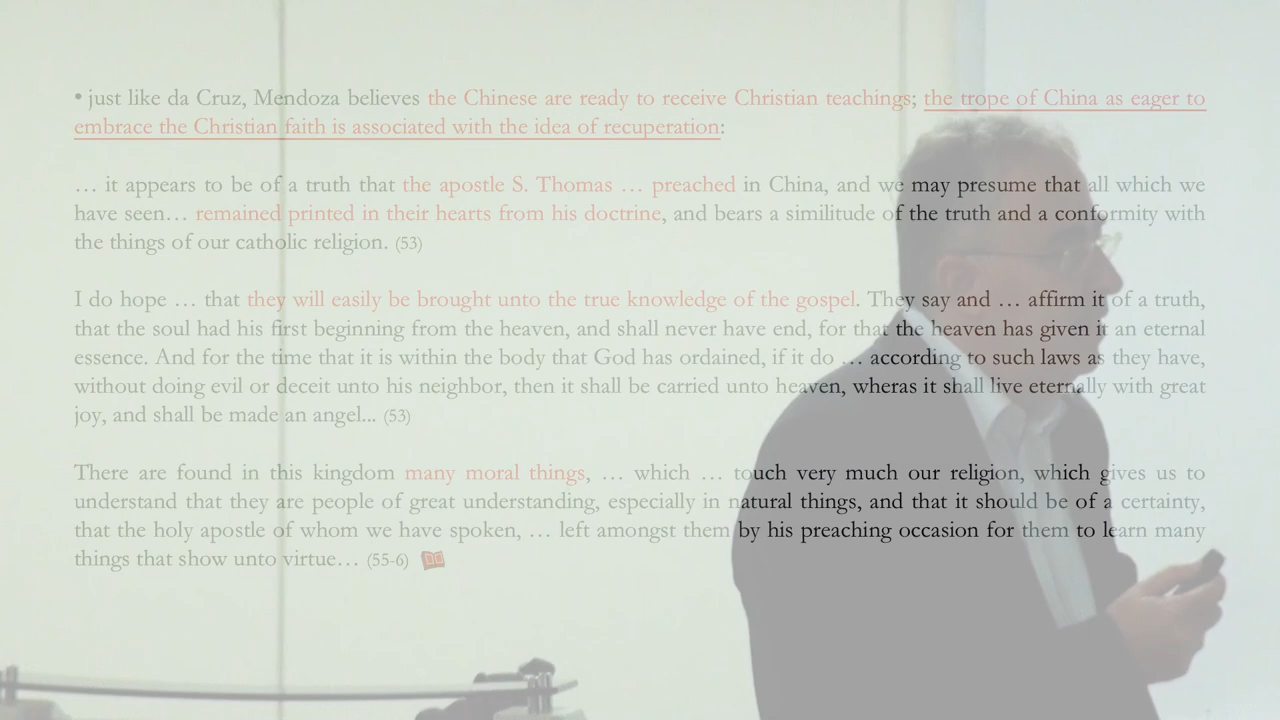 • just like da Cruz, Mendoza believes the Chinese are ready to receive Christian teachings; the trope of China as eager to
embrace the Christian faith is associated with the idea of recuperation:
… it appears to be of a truth that the apostle S. Thomas … preached in China, and we may presume that all which we
have seen… remained printed in their hearts from his doctrine, and bears a similitude of the truth and a conformity with
the things of our catholic religion. (53)
I do hope … that they will easily be brought unto the true knowledge of the gospel. They say and … affirm it of a truth,
that the soul had his first beginning from the heaven, and shall never have end, for that the heaven has given it an eternal
essence. And for the time that it is within the body that God has ordained, if it do … according to such laws as they have,
without doing evil or deceit unto his neighbor, then it shall be carried unto heaven, wheras it shall live eternally with great
joy, and shall be made an angel... (53)
There are found in this kingdom many moral things, … which … touch very much our religion, which gives us to
understand that they are people of great understanding, especially in natural things, and that it should be of a certainty,
that the holy apostle of whom we have spoken, … left amongst them by his preaching occasion for them to learn many
things that show unto virtue… (55-6)